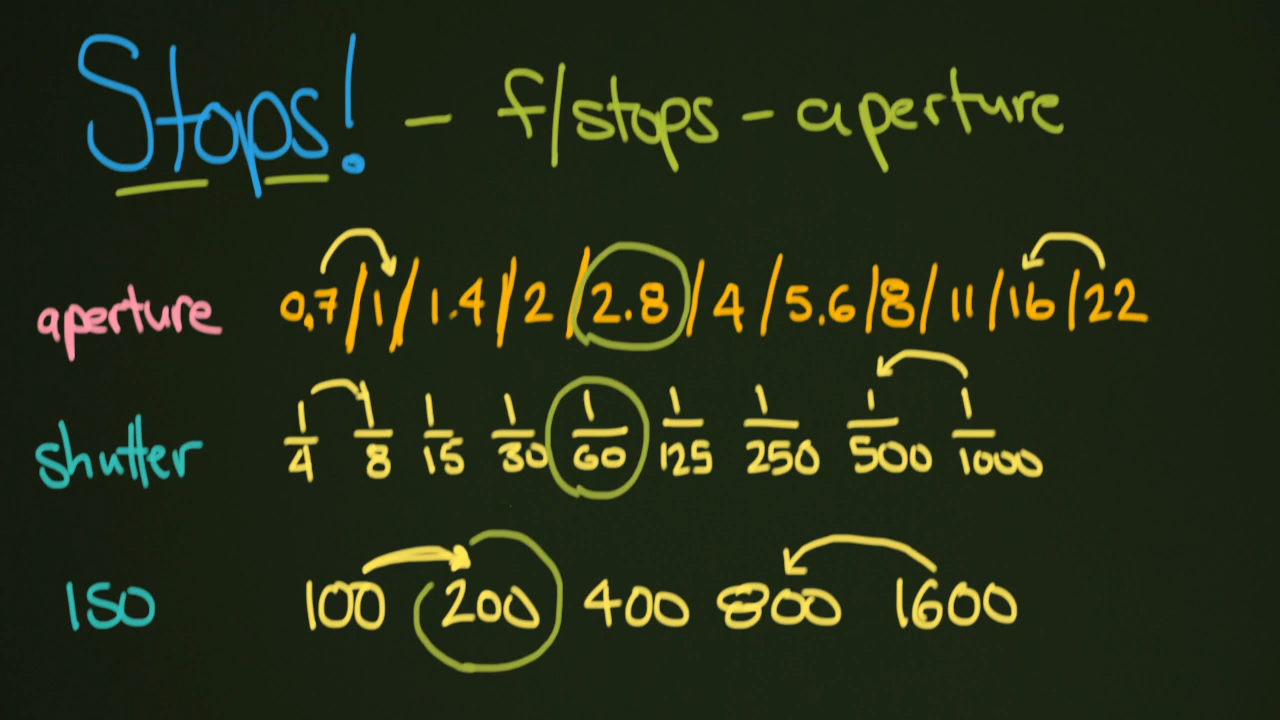 Stops! - f/stops - aperture
aperture 0.7 / 1 / 1.4 / 2 / 2.8 / 4 / 5.6 / 8 / 11 / 16 / 22
shutter 1/4 1/8 1/15 1/30 1/60 1/125 1/250 1/500 1/1000
ISO 100 200 400 800 1600